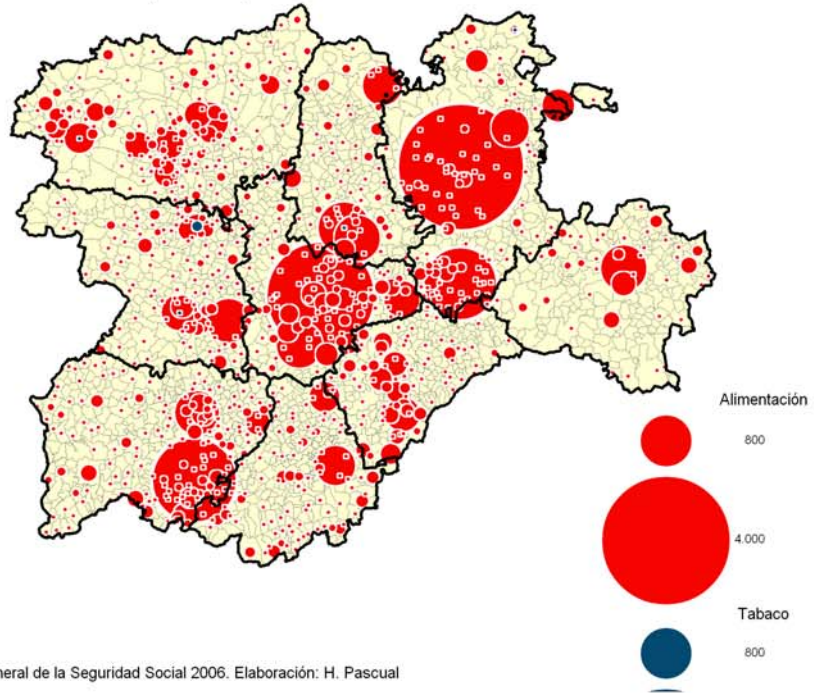 Alimentación
800
4.000
Tabaco
800
neral de la Seguridad Social 2006. Elaboración: H. Pascual